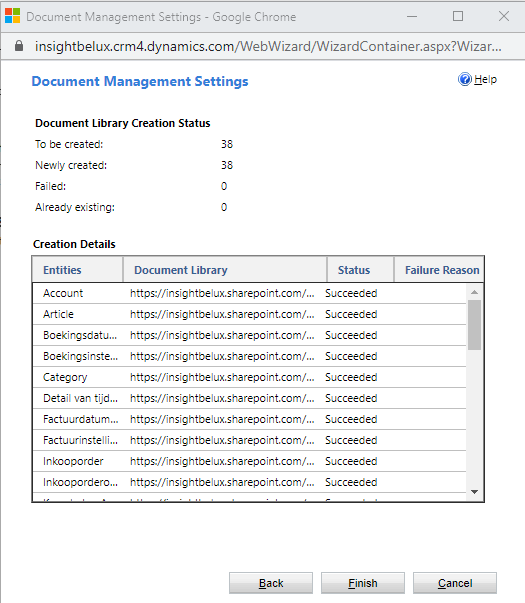 Document Management Settings - Google Chrome
insightbelux.crm4.dynamics.com/WebWizard/WizardContainer.aspx?Wizar...
Document Management Settings
Help
Document Library Creation Status
To be created: 38
Newly created: 38
Failed: 0
Already existing: 0
Creation Details
Entities Document Library Status Failure Reason
Account https://insightbelux.sharepoint.com/... Succeeded
Article https://insightbelux.sharepoint.com/... Succeeded
Boekingsdatu... https://insightbelux.sharepoint.com/... Succeeded
Boekingsinste... https://insightbelux.sharepoint.com/... Succeeded
Category https://insightbelux.sharepoint.com/... Succeeded
Detail van tijd... https://insightbelux.sharepoint.com/... Succeeded
Factuurdatum... https://insightbelux.sharepoint.com/... Succeeded
Factuurinstelli... https://insightbelux.sharepoint.com/... Succeeded
Inkooporder https://insightbelux.sharepoint.com/... Succeeded
Inkoopordero... https://insightbelux.sharepoint.com/... Succeeded
Back Finish Cancel